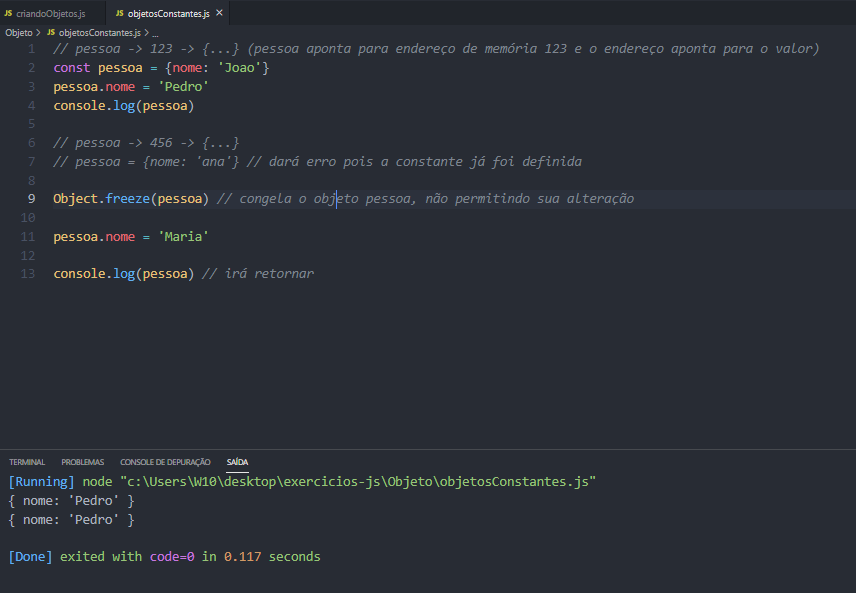 JS criandoObjetos.js JS objetosConstantes.js ×
Objeto > JS objetosConstantes.js > ...
1 // pessoa -> 123 -> {...} (pessoa aponta para endereço de memória 123 e o endereço aponta para o valor)
2 const pessoa = {nome: 'Joao'}
3 pessoa.nome = 'Pedro'
4 console.log(pessoa)
5
6 // pessoa -> 456 -> {...}
7 // pessoa = {nome: 'ana'} // dará erro pois a constante já foi definida
8
9 Object.freeze(pessoa) // congela o objeto pessoa, não permitindo sua alteração
10
11 pessoa.nome = 'Maria'
12
13 console.log(pessoa) // irá retornar
TERMINAL PROBLEMAS CONSOLE DE DEPURAÇÃO SAÍDA
[Running] node "c:\Users\W10\desktop\exercicios-js\Objeto\objetosConstantes.js"
{ nome: 'Pedro' }
{ nome: 'Pedro' }
[Done] exited with code=0 in 0.117 seconds